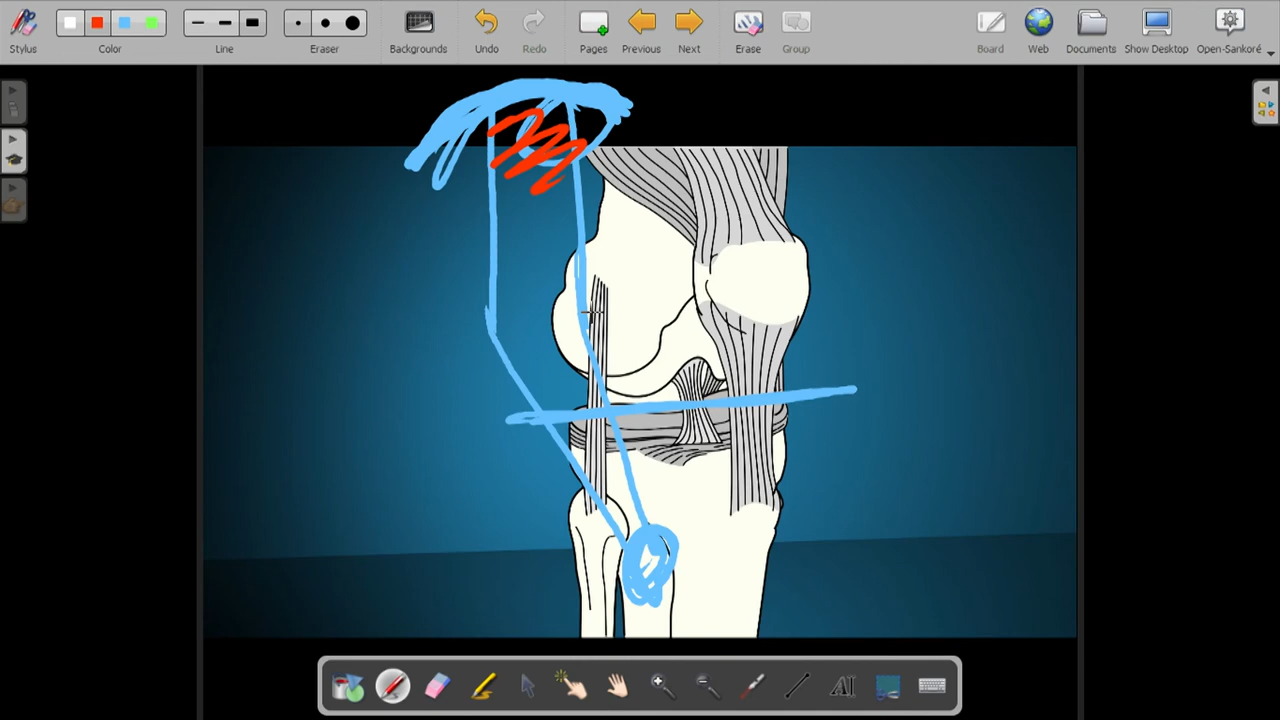 Stylus Color Line Eraser Backgrounds Undo Redo Pages Previous Next Erase Group Board Web Documents Show Desktop Open-Sankoré